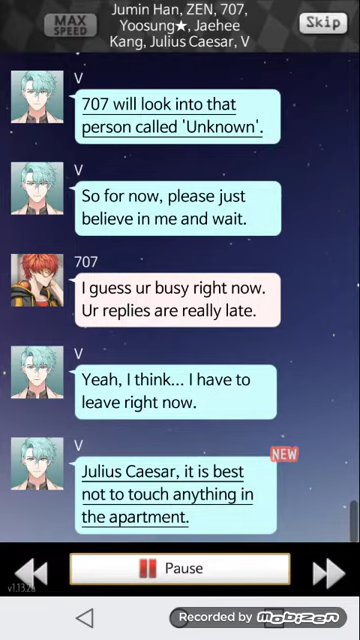 MAX
SPEED
Jumin Han, ZEN, 707,
Yoosung★, Jaehee
Kang, Julius Caesar, V
Skip
V
707 will look into that
person called 'Unknown'.
V
So for now, please just
believe in me and wait.
707
I guess ur busy right now.
Ur replies are really late.
V
Yeah, I think... I have to
leave right now.
V
NEW
Julius Caesar, it is best
not to touch anything in
the apartment.
Pause
Recorded by Mobizen